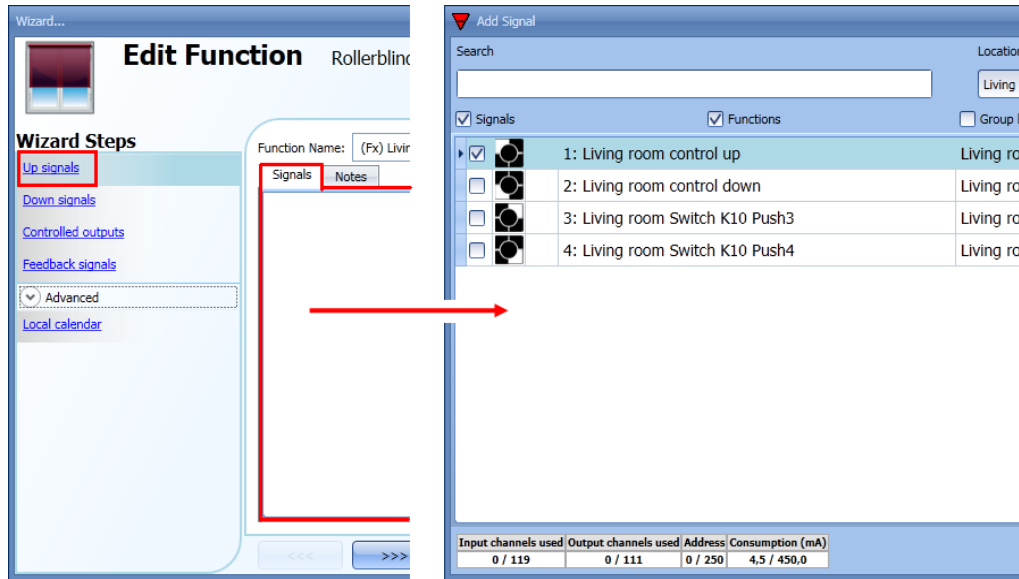 Wizard...
Edit Function Rollerblind
Wizard Steps
Up signals
Down signals
Controlled outputs
Feedback signals
Advanced
Local calendar
Function Name: (Fx) Livin
Signals Notes
<<< >>>
Add Signal
Search Location
Living
Signals Functions Group
1: Living room control up Living ro
2: Living room control down Living ro
3: Living room Switch K10 Push3 Living ro
4: Living room Switch K10 Push4 Living ro
Input channels used Output channels used Address Consumption (mA)
0 / 119 0 / 111 0 / 250 4,5 / 450,0